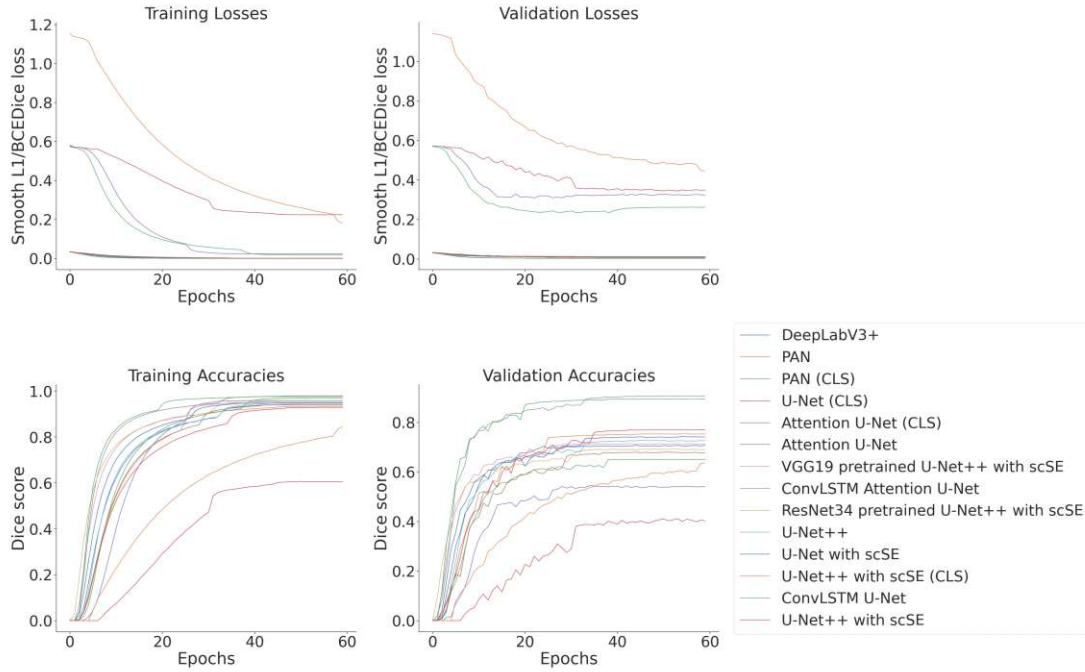 Training Losses
Validation Losses
Smooth L1/BCEDice loss
1.2
1.0
0.8
0.6
0.4
0.2
0.0
0
20
40
60
Epochs
Smooth L1/BCEDice loss
1.0
0.8
0.6
0.4
0.2
0.0
0
20
40
60
Epochs
Training Accuracies
Validation Accuracies
Dice score
1.0
0.8
0.6
0.4
0.2
0.0
0
20
40
60
Epochs
Dice score
0.8
0.6
0.4
0.2
0.0
0
20
40
60
Epochs
DeepLabV3+
PAN
PAN (CLS)
U-Net (CLS)
Attention U-Net (CLS)
Attention U-Net
VGG19 pretrained U-Net++ with scSE
ConvLSTM Attention U-Net
ResNet34 pretrained U-Net++ with scSE
U-Net++
U-Net with scSE
U-Net++ with scSE (CLS)
ConvLSTM U-Net
U-Net++ with scSE